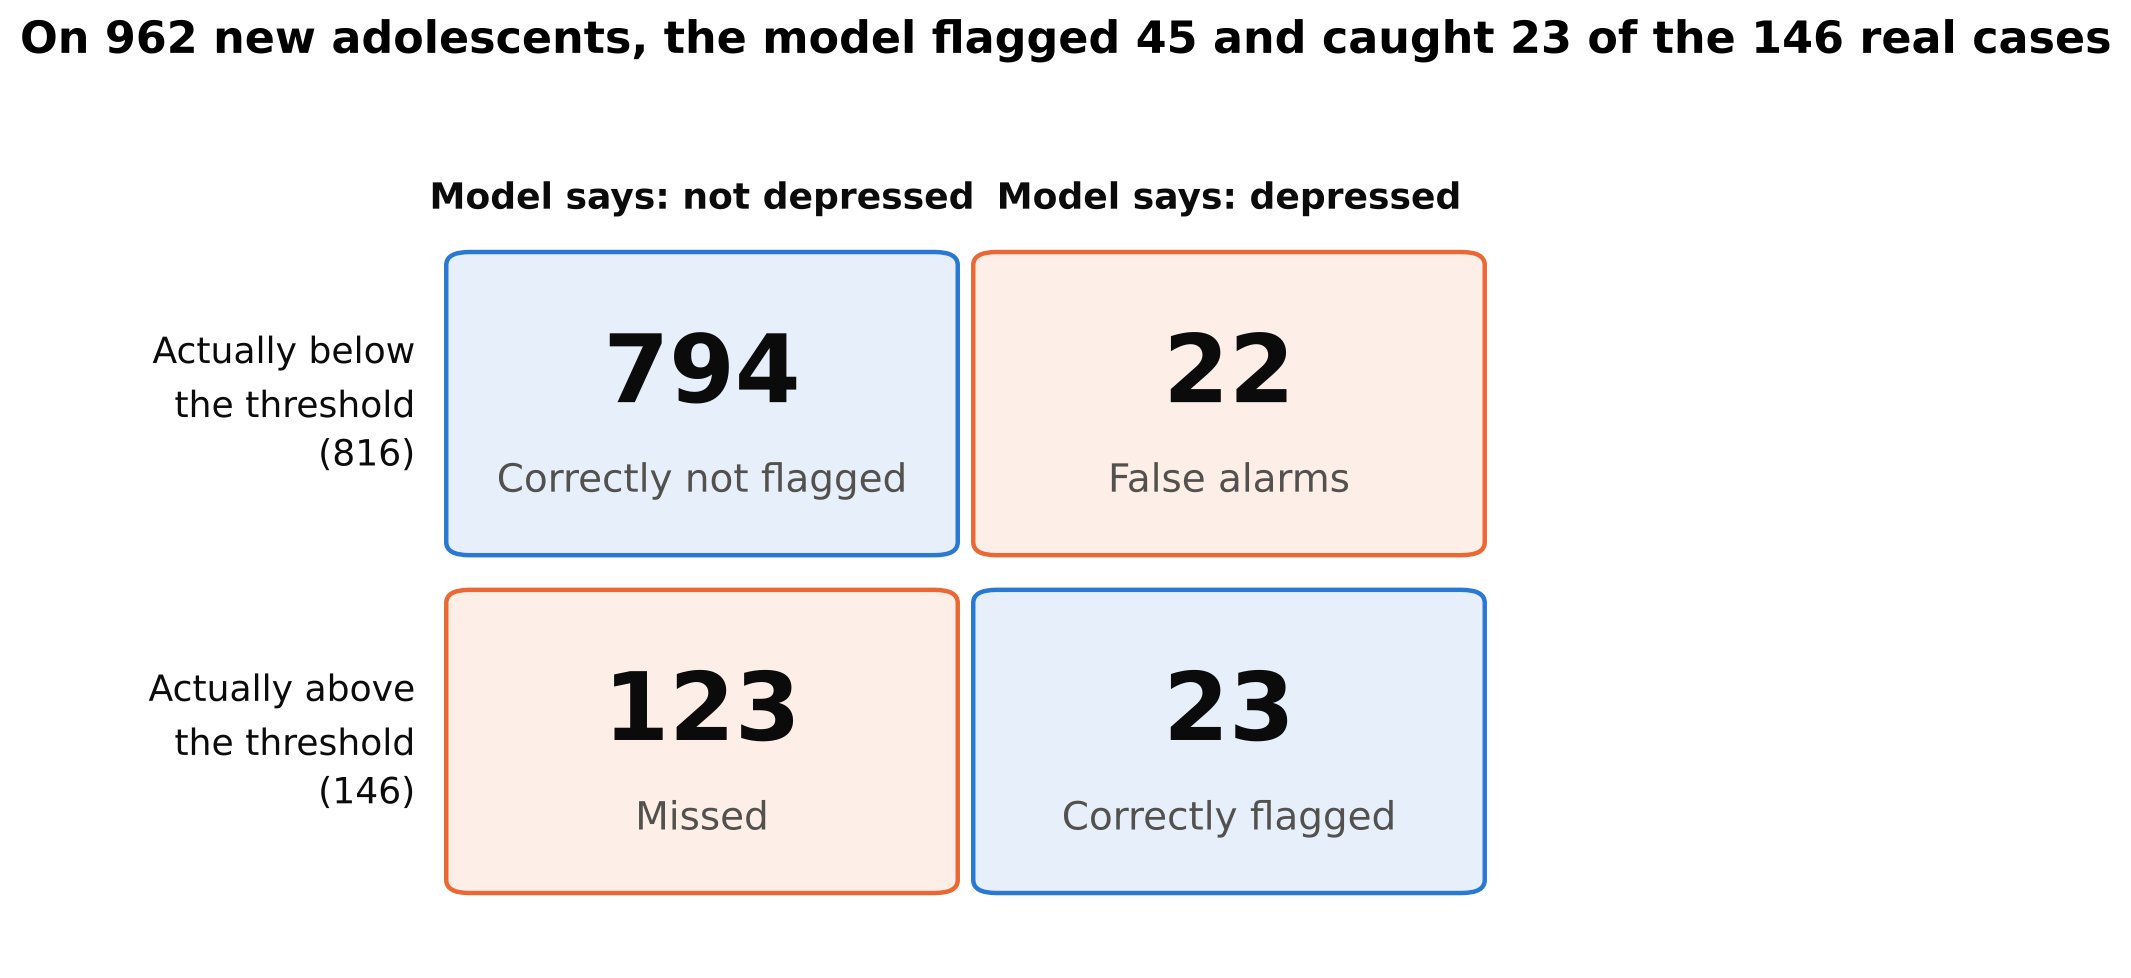 On 962 new adolescents, the model flagged 45 and caught 23 of the 146 real cases
Model says: not depressed
Model says: depressed
Actually below
the threshold
(816)
794
Correctly not flagged
22
False alarms
Actually above
the threshold
(146)
123
Missed
23
Correctly flagged